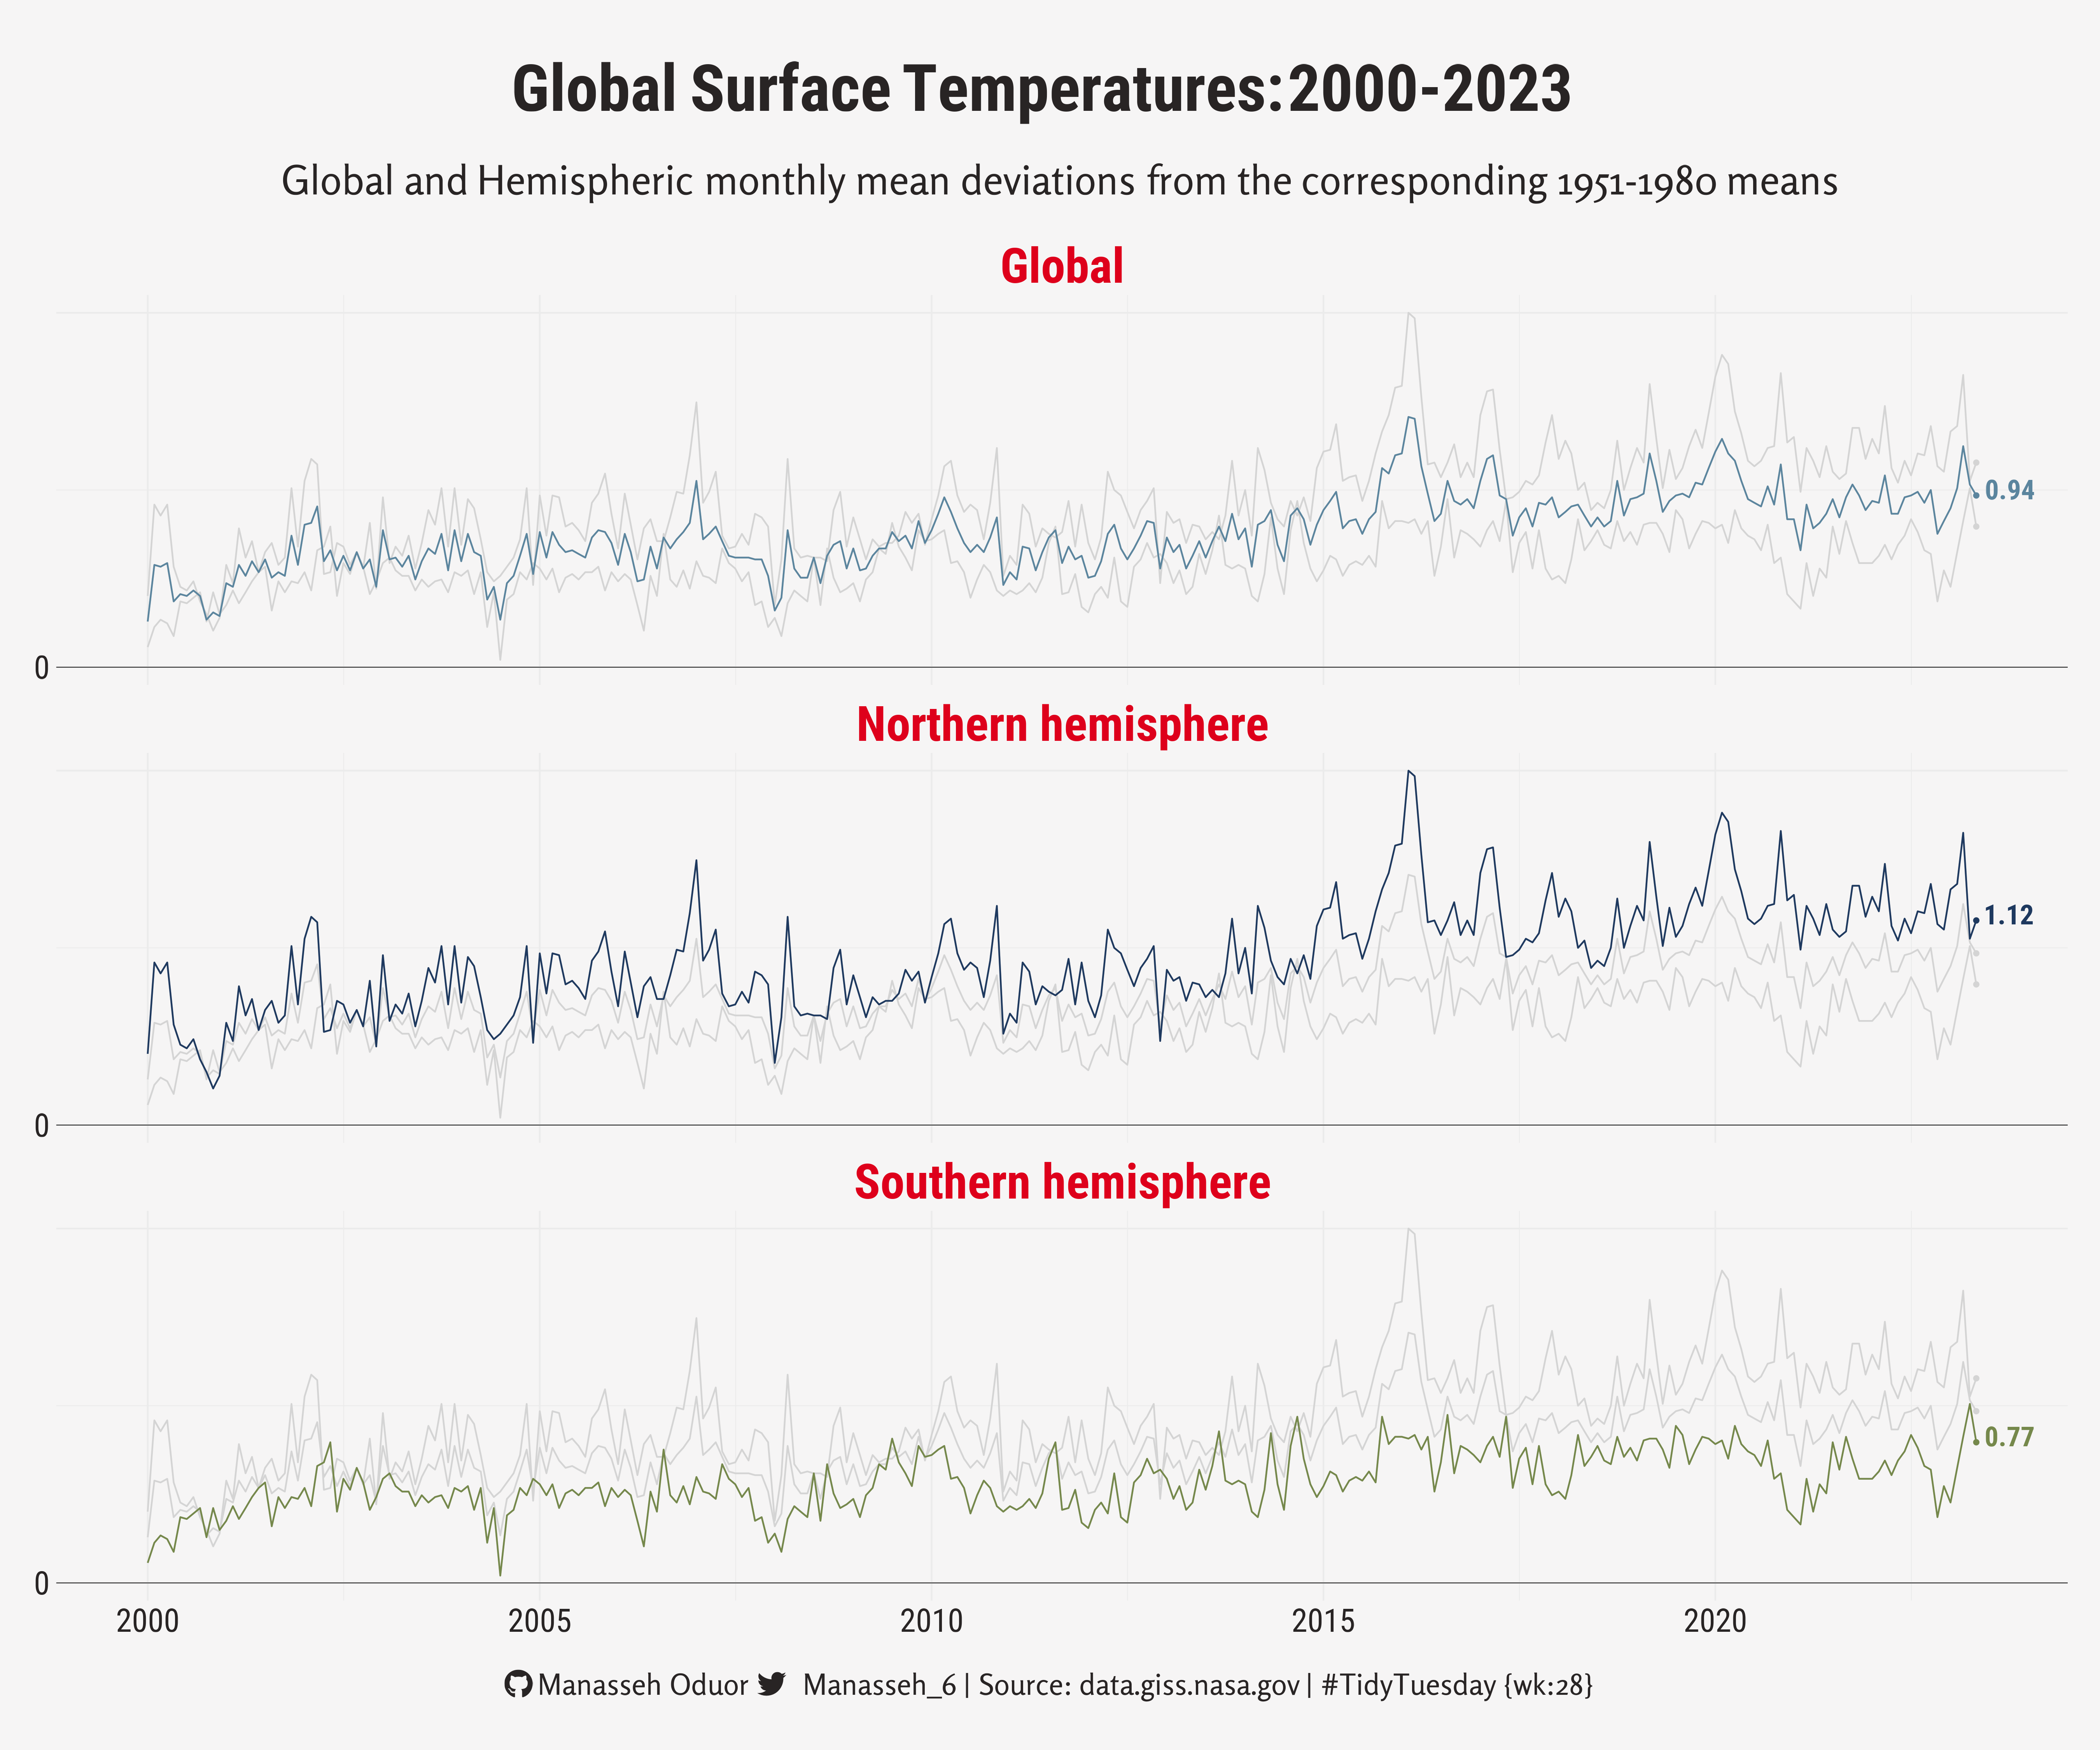 Global Surface Temperatures:2000-2023
Global and Hemispheric monthly mean deviations from the corresponding 1951-1980 means
Global
0.94
0
Northern hemisphere
1.12
0
Southern hemisphere
0.77
0
2000 2005 2010 2015 2020
Manasseh Oduor Manasseh_6 | Source: data.giss.nasa.gov | #TidyTuesday {wk:28}